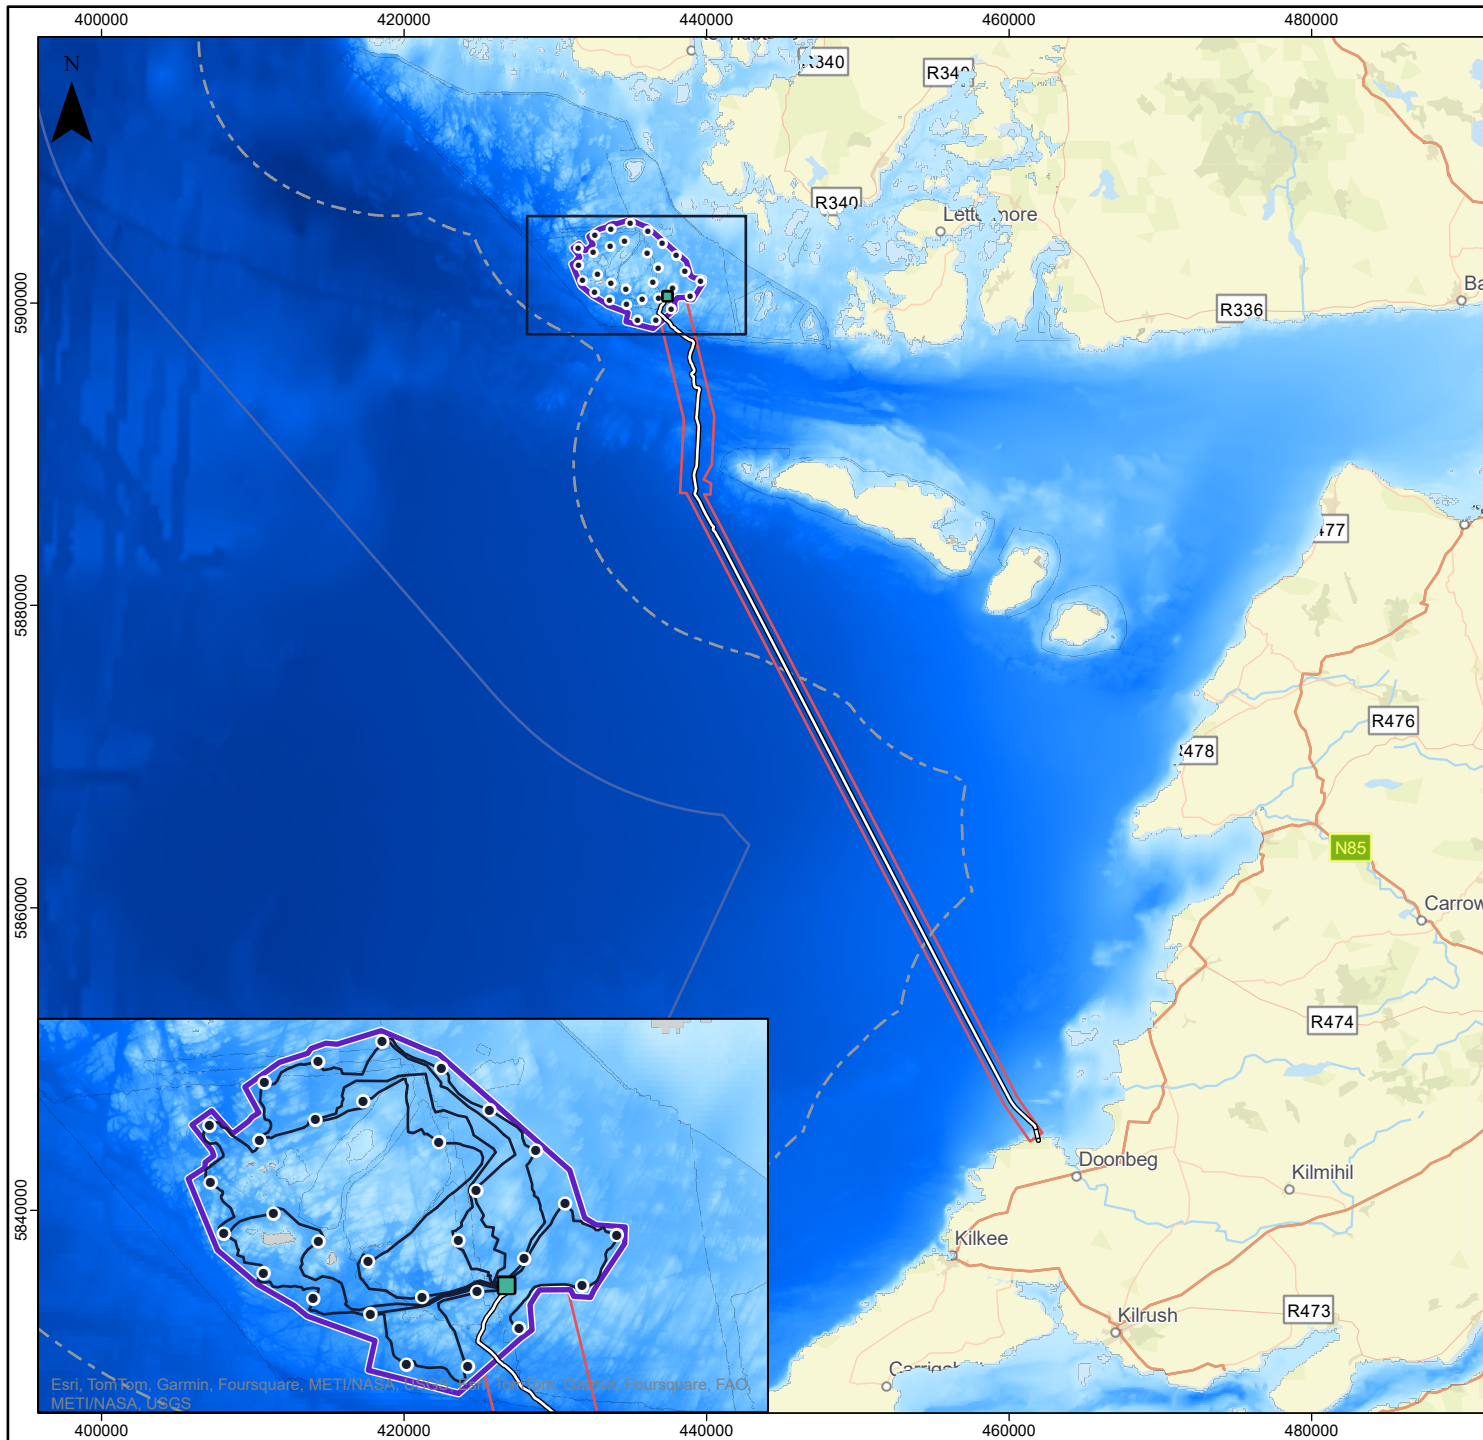 400000
420000
440000
460000
480000
N
R340
R340
Lettermore
R336
5900000
5880000
R476
5860000
N85
R474
Doonbeg
Kilmihil
5840000
Kilkee
Kilrush
R473
Esri, TomTom, Garmin, Foursquare, METI/NASA, USGS, Esri, TomTom, Garmin, Foursquare, FAO,
METI/NASA, USGS
400000
420000
440000
460000
480000